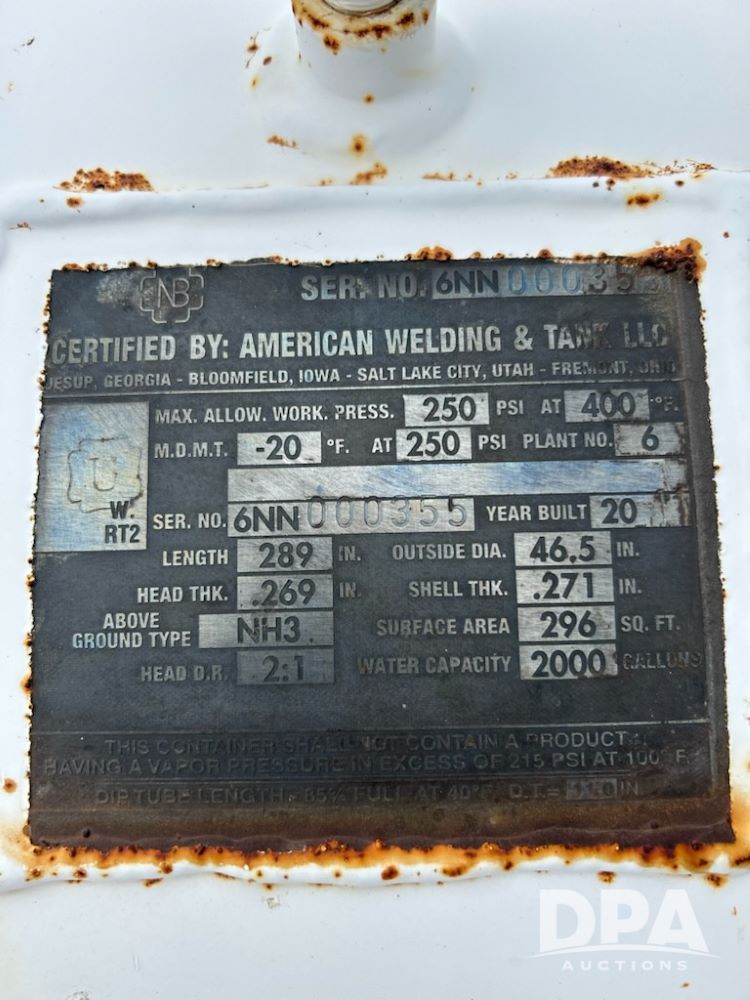 NB
SER. NO. 6NN 000355
CERTIFIED BY: AMERICAN WELDING & TANK LLC
JESUP, GEORGIA - BLOOMFIELD, IOWA - SALT LAKE CITY, UTAH - FREMONT, OHIO
MAX. ALLOW. WORK. PRESS. 250 PSI AT 400 °F.
M.D.M.T. -20 °F. AT 250 PSI PLANT NO. 6
U
W.
RT2
SER. NO. 6NN 000355 YEAR BUILT 20
LENGTH 289 IN. OUTSIDE DIA. 46.5 IN.
HEAD THK. .269 IN. SHELL THK. .271 IN.
ABOVE
GROUND TYPE NH3 SURFACE AREA 296 SQ. FT.
HEAD D.R. 2:1 WATER CAPACITY 2000 GALLONS
THIS CONTAINER SHALL NOT CONTAIN A PRODUCT
HAVING A VAPOR PRESSURE IN EXCESS OF 215 PSI AT 100° F.
DIP TUBE LENGTH - 85% FULL AT 40°F. D.T.= IN
DPA
AUCTIONS